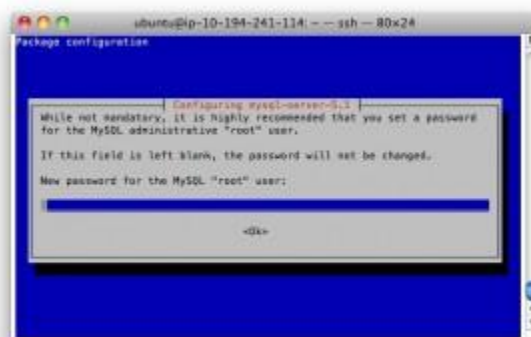 ubuntu@ip-10-194-241-114: ~ — ssh — 80×24
Package configuration
Configuring mysql-server-5.1
While not mandatory, it is highly recommended that you set a password
for the MySQL administrative "root" user.
If this field is left blank, the password will not be changed.
New password for the MySQL "root" user:
<Ok>